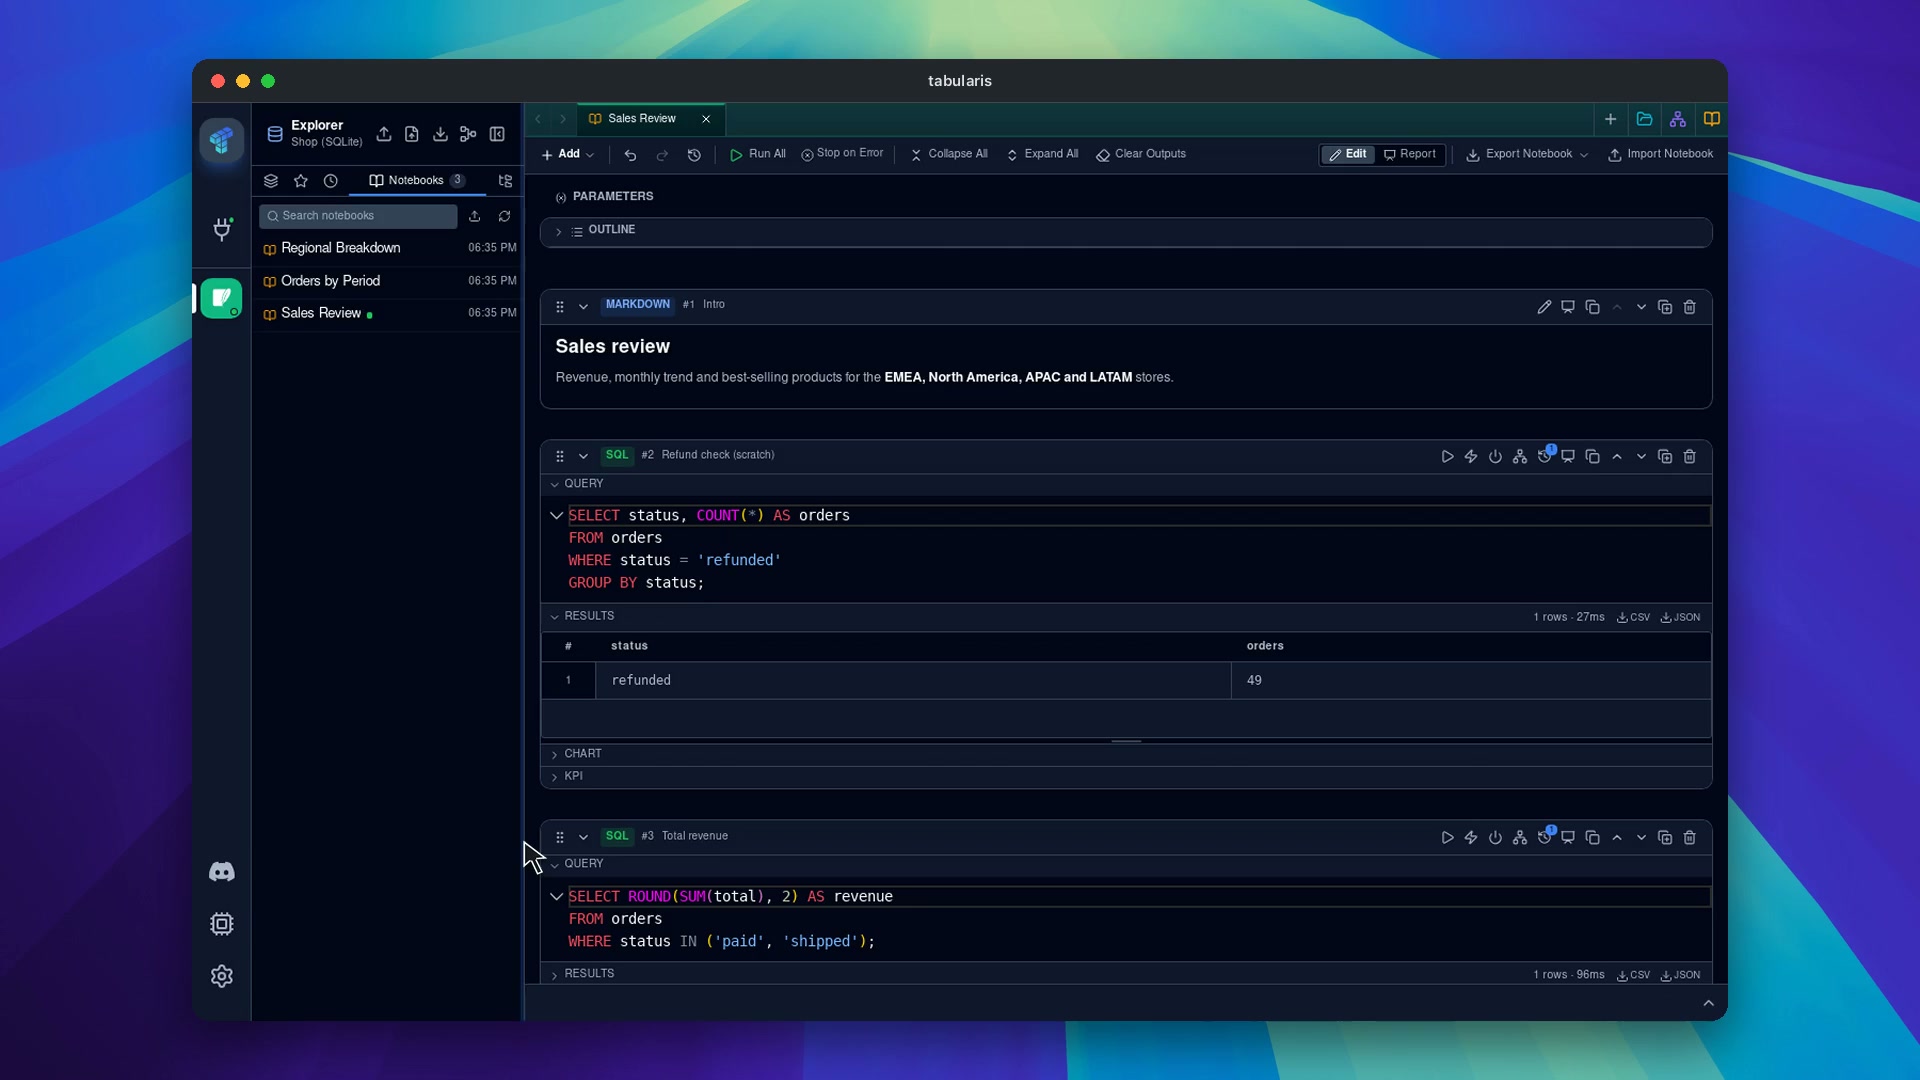 tabularis
Explorer
Shop (SQLite)
Notebooks 3
Search notebooks
Regional Breakdown 06:35 PM
Orders by Period 06:35 PM
Sales Review 06:35 PM
Sales Review
Add
Run All
Stop on Error
Collapse All
Expand All
Clear Outputs
Edit
Report
Export Notebook
Import Notebook
PARAMETERS
OUTLINE
MARKDOWN #1 Intro
Sales review
Revenue, monthly trend and best-selling products for the EMEA, North America, APAC and LATAM stores.
SQL #2 Refund check (scratch)
1
QUERY
SELECT status, COUNT(*) AS orders
FROM orders
WHERE status = 'refunded'
GROUP BY status;
RESULTS 1 rows · 27ms CSV JSON
# status orders
1 refunded 49
CHART
KPI
SQL #3 Total revenue
1
QUERY
SELECT ROUND(SUM(total), 2) AS revenue
FROM orders
WHERE status IN ('paid', 'shipped');
RESULTS 1 rows · 96ms CSV JSON